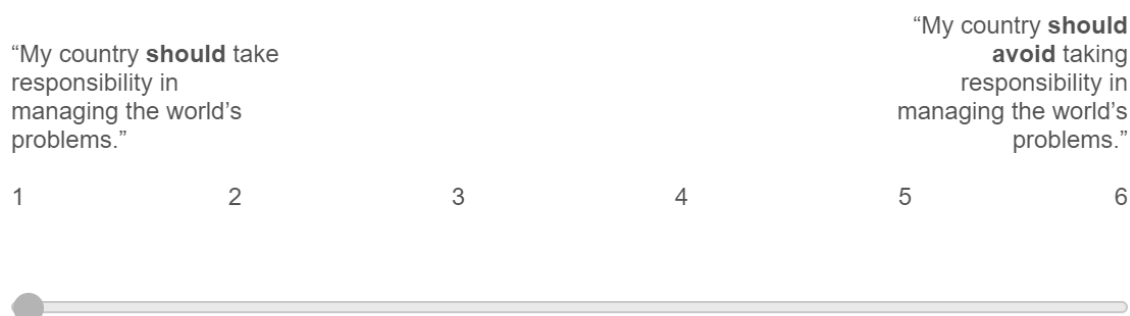 “My country should take
responsibility in
managing the world’s
problems.”
“My country should
avoid taking
responsibility in
managing the world’s
problems.”
1 2 3 4 5 6